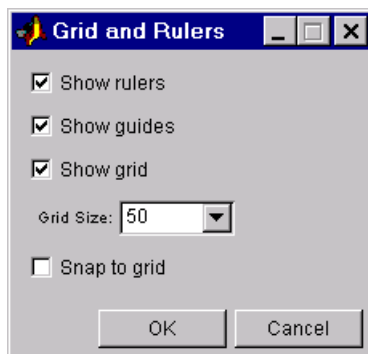 Grid and Rulers
Show rulers
Show guides
Show grid
Grid Size: 50
Snap to grid
OK Cancel